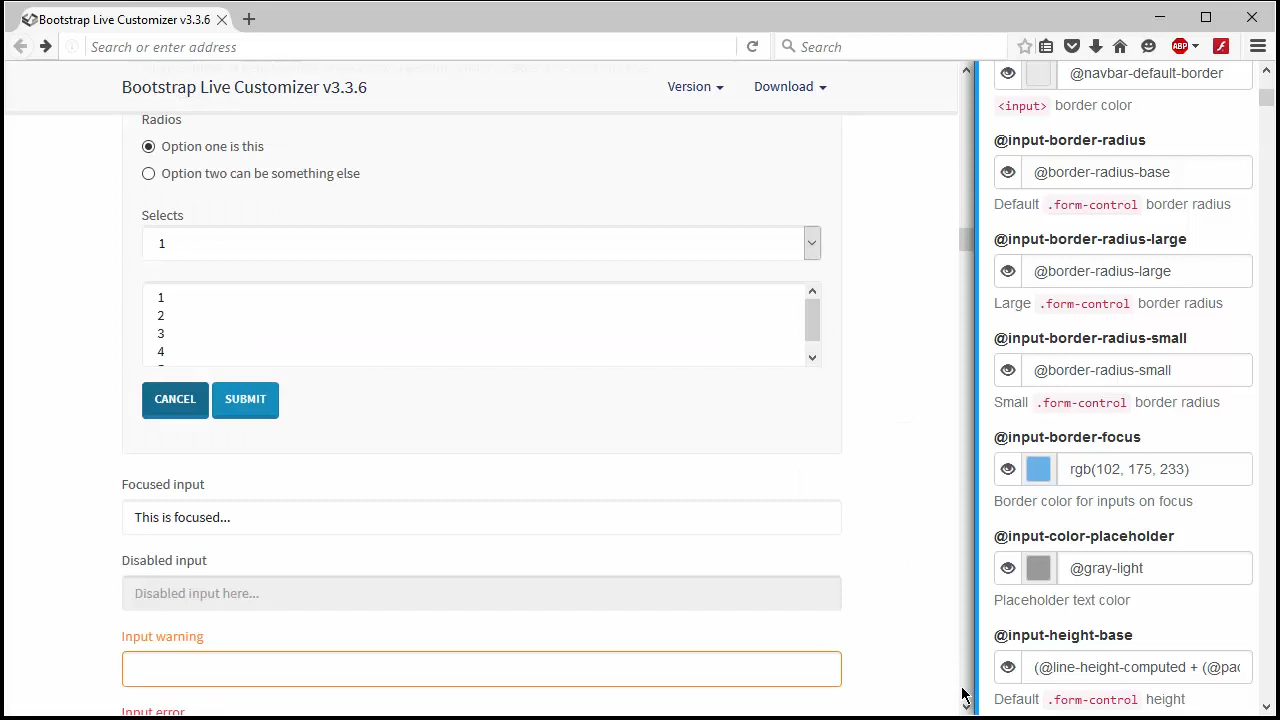 Bootstrap Live Customizer v3.3.6
Search or enter address
Search
ABP
Bootstrap Live Customizer v3.3.6
Version
Download
Radios
Option one is this
Option two can be something else
Selects
1
1
2
3
4
CANCEL
SUBMIT
Focused input
This is focused...
Disabled input
Disabled input here...
Input warning
Input error
@navbar-default-border
<input> border color
@input-border-radius
@border-radius-base
Default .form-control border radius
@input-border-radius-large
@border-radius-large
Large .form-control border radius
@input-border-radius-small
@border-radius-small
Small .form-control border radius
@input-border-focus
rgb(102, 175, 233)
Border color for inputs on focus
@input-color-placeholder
@gray-light
Placeholder text color
@input-height-base
(@line-height-computed + (@pac
Default .form-control height